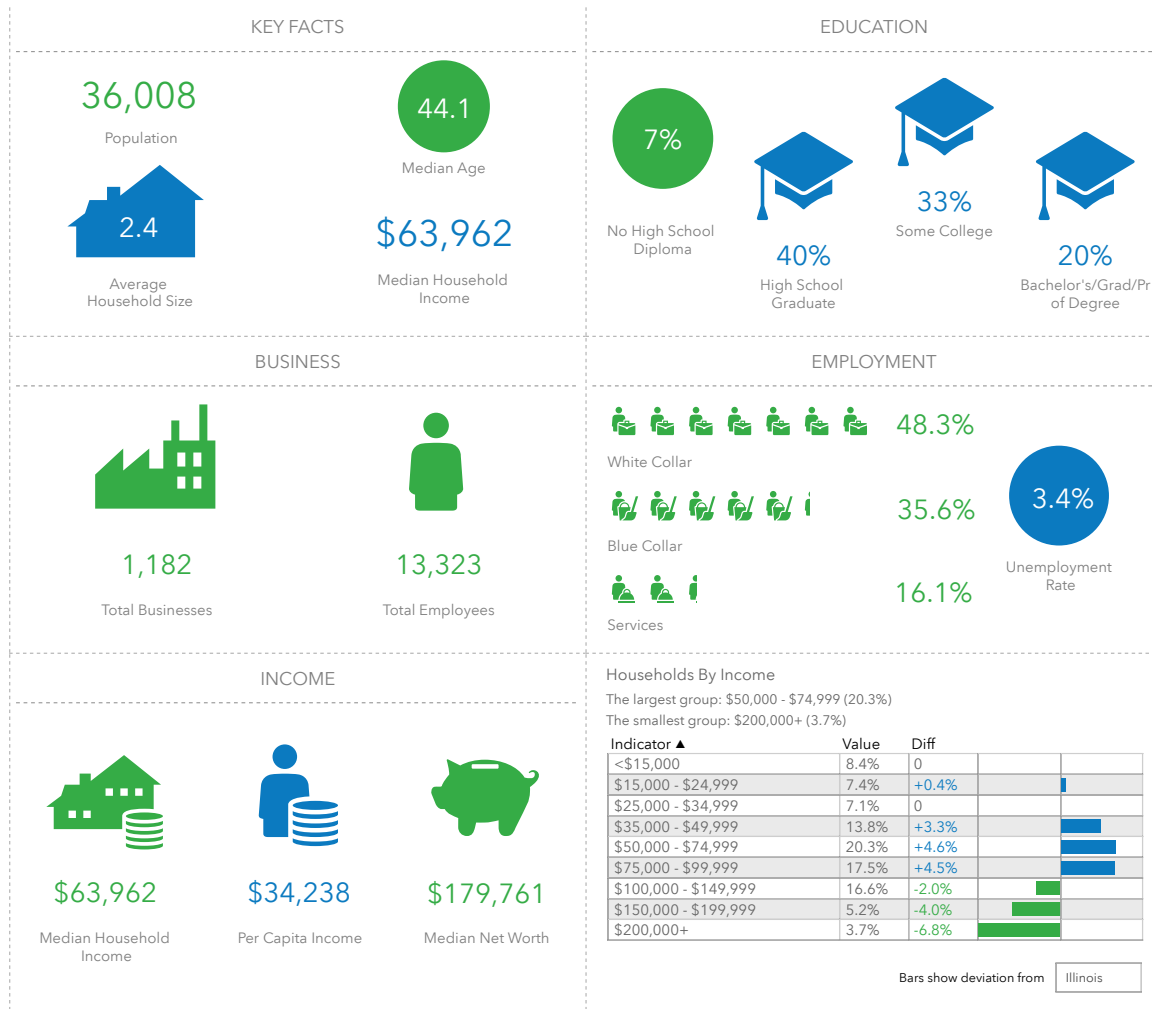 KEY FACTS
36,008
Population
44.1
Median Age
2.4
Average
Household Size
$63,962
Median Household
Income
EDUCATION
7%
No High School
Diploma
40%
High School
Graduate
33%
Some College
20%
Bachelor's/Grad/Pr
of Degree
BUSINESS
1,182
Total Businesses
13,323
Total Employees
EMPLOYMENT
48.3%
White Collar
35.6%
Blue Collar
16.1%
Services
3.4%
Unemployment
Rate
INCOME
$63,962
Median Household
Income
$34,238
Per Capita Income
$179,761
Median Net Worth
Households By Income
The largest group: $50,000 - $74,999 (20.3%)
The smallest group: $200,000+ (3.7%)
Indicator ▲ Value Diff
<$15,000 8.4% 0
$15,000 - $24,999 7.4% +0.4%
$25,000 - $34,999 7.1% 0
$35,000 - $49,999 13.8% +3.3%
$50,000 - $74,999 20.3% +4.6%
$75,000 - $99,999 17.5% +4.5%
$100,000 - $149,999 16.6% -2.0%
$150,000 - $199,999 5.2% -4.0%
$200,000+ 3.7% -6.8%
Bars show deviation from Illinois